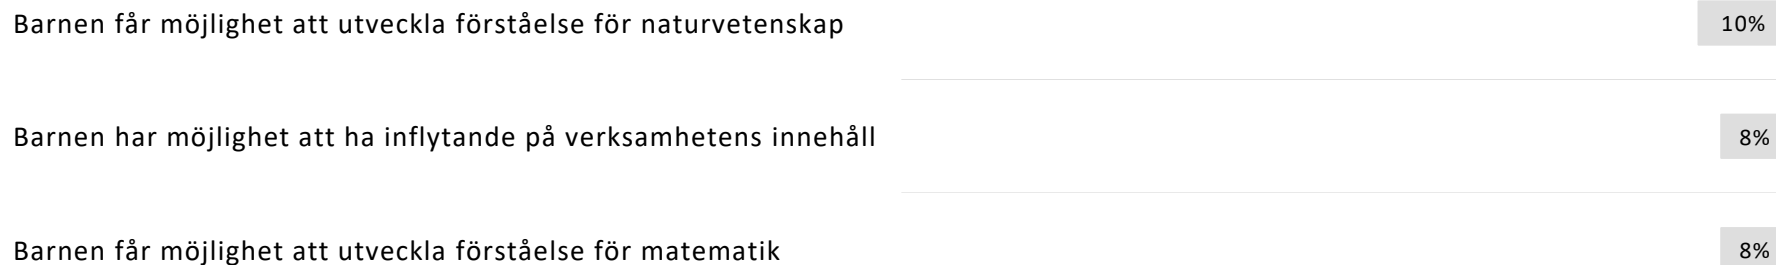 Barnen får möjlighet att utveckla förståelse för naturvetenskap 10%
Barnen har möjlighet att ha inflytande på verksamhetens innehåll 8%
Barnen får möjlighet att utveckla förståelse för matematik 8%